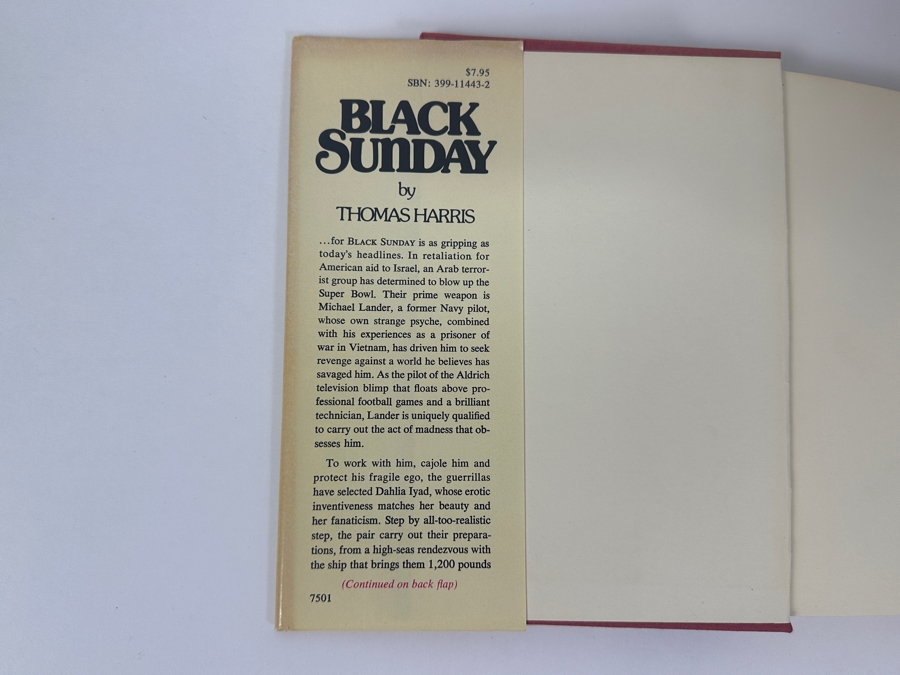 $7.95
SBN: 399-11443-2
BLACK
SUNDAY
by
THOMAS HARRIS
...for BLACK SUNDAY is as gripping as
today's headlines. In retaliation for
American aid to Israel, an Arab terror-
ist group has determined to blow up the
Super Bowl. Their prime weapon is
Michael Lander, a former Navy pilot,
whose own strange psyche, combined
with his experiences as a prisoner of
war in Vietnam, has driven him to seek
revenge against a world he believes has
savaged him. As the pilot of the Aldrich
television blimp that floats above pro-
fessional football games and a brilliant
technician, Lander is uniquely qualified
to carry out the act of madness that ob-
sesses him.
To work with him, cajole him and
protect his fragile ego, the guerrillas
have selected Dahlia Iyad, whose erotic
inventiveness matches her beauty and
her fanaticism. Step by all-too-realistic
step, the pair carry out their prepara-
tions, from a high-seas rendezvous with
the ship that brings them 1,200 pounds
(Continued on back flap)
7501